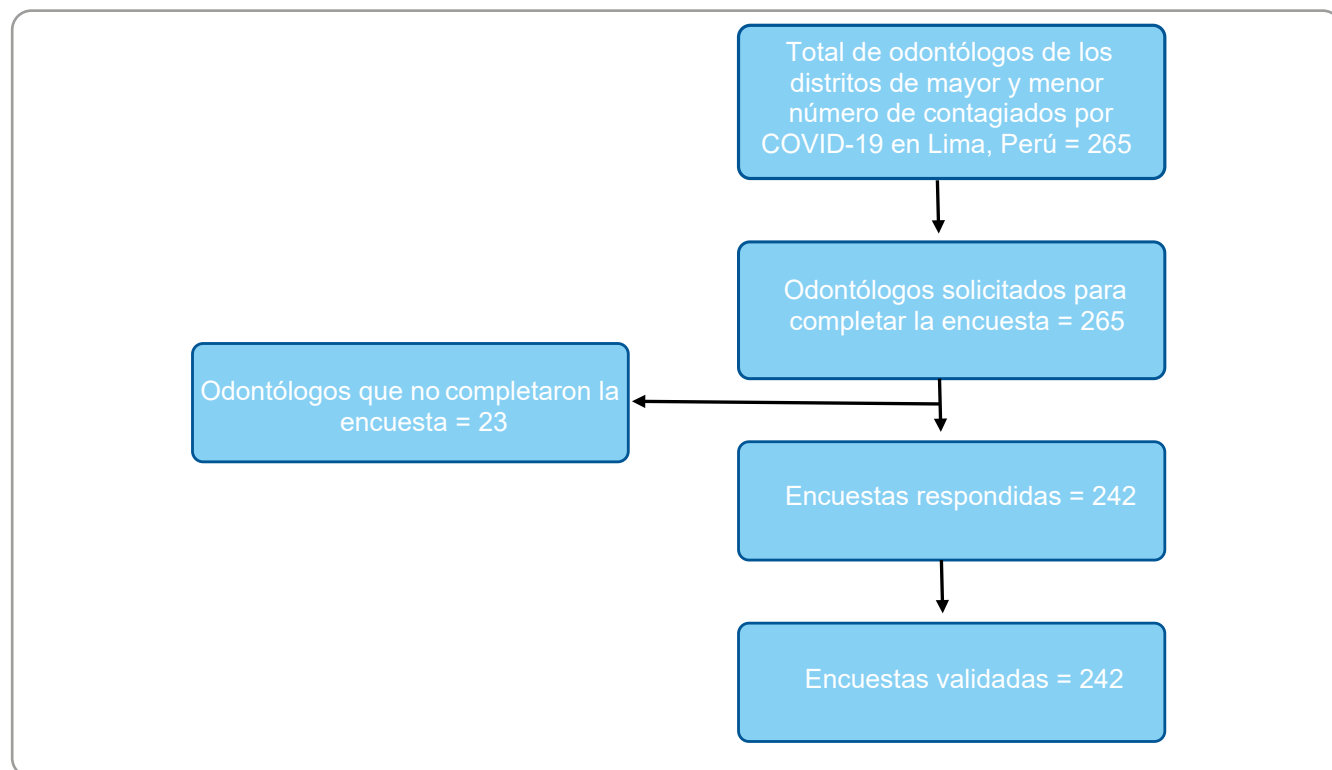 Total de odontólogos de los
distritos de mayor y menor
número de contagiados por
COVID-19 en Lima, Perú = 265
Odontólogos solicitados para
completar la encuesta = 265
Odontólogos que no completaron la
encuesta = 23
Encuestas respondidas = 242
Encuestas validadas = 242